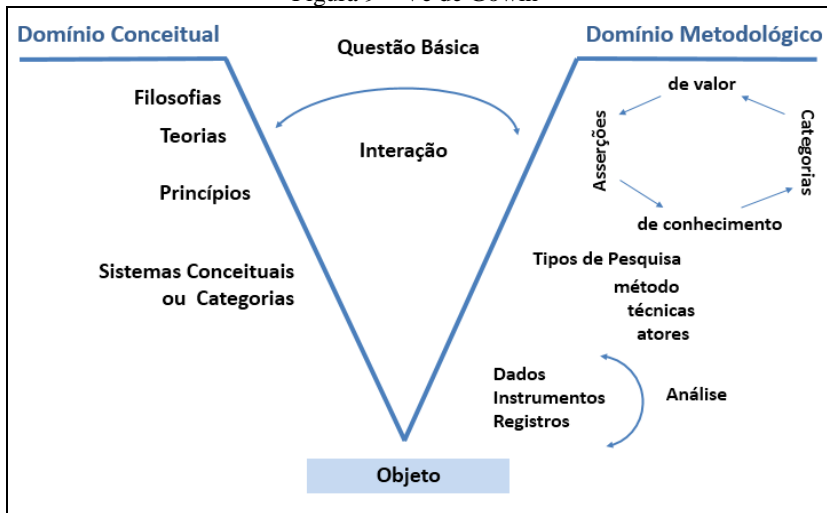 Domínio Conceitual
Questão Básica
Domínio Metodológico
Filosofias
Teorias
Princípios
Sistemas Conceituais
ou Categorias
Interação
de valor
Asserções
Categorias
de conhecimento
Tipos de Pesquisa
método
técnicas
atores
Dados
Instrumentos
Registros
Análise
Objeto